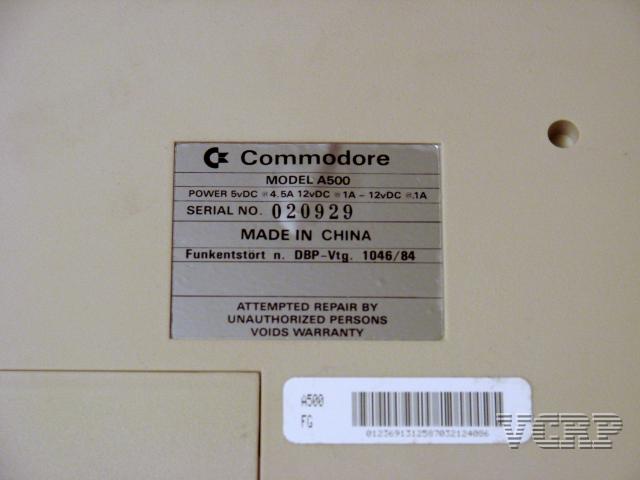 Commodore
MODEL A500
POWER 5vDC @ 4.5A 12vDC @ 1A - 12vDC @ .1A
SERIAL NO. 020929
MADE IN CHINA
Funkentstört n. DBP-Vtg. 1046/84
ATTEMPTED REPAIR BY
UNAUTHORIZED PERSONS
VOIDS WARRANTY
A500
FG
0123691312587032124086
VCRP